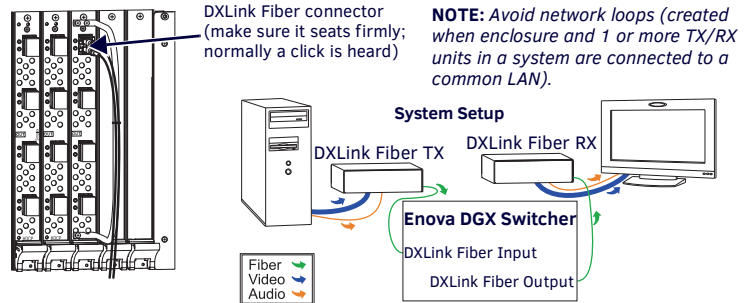 DXLink Fiber connector
(make sure it seats firmly;
normally a click is heard)
NOTE: Avoid network loops (created
when enclosure and 1 or more TX/RX
units in a system are connected to a
common LAN).
System Setup
DXLink Fiber TX
DXLink Fiber RX
Enova DGX Switcher
DXLink Fiber Input
DXLink Fiber Output
Fiber
Video
Audio